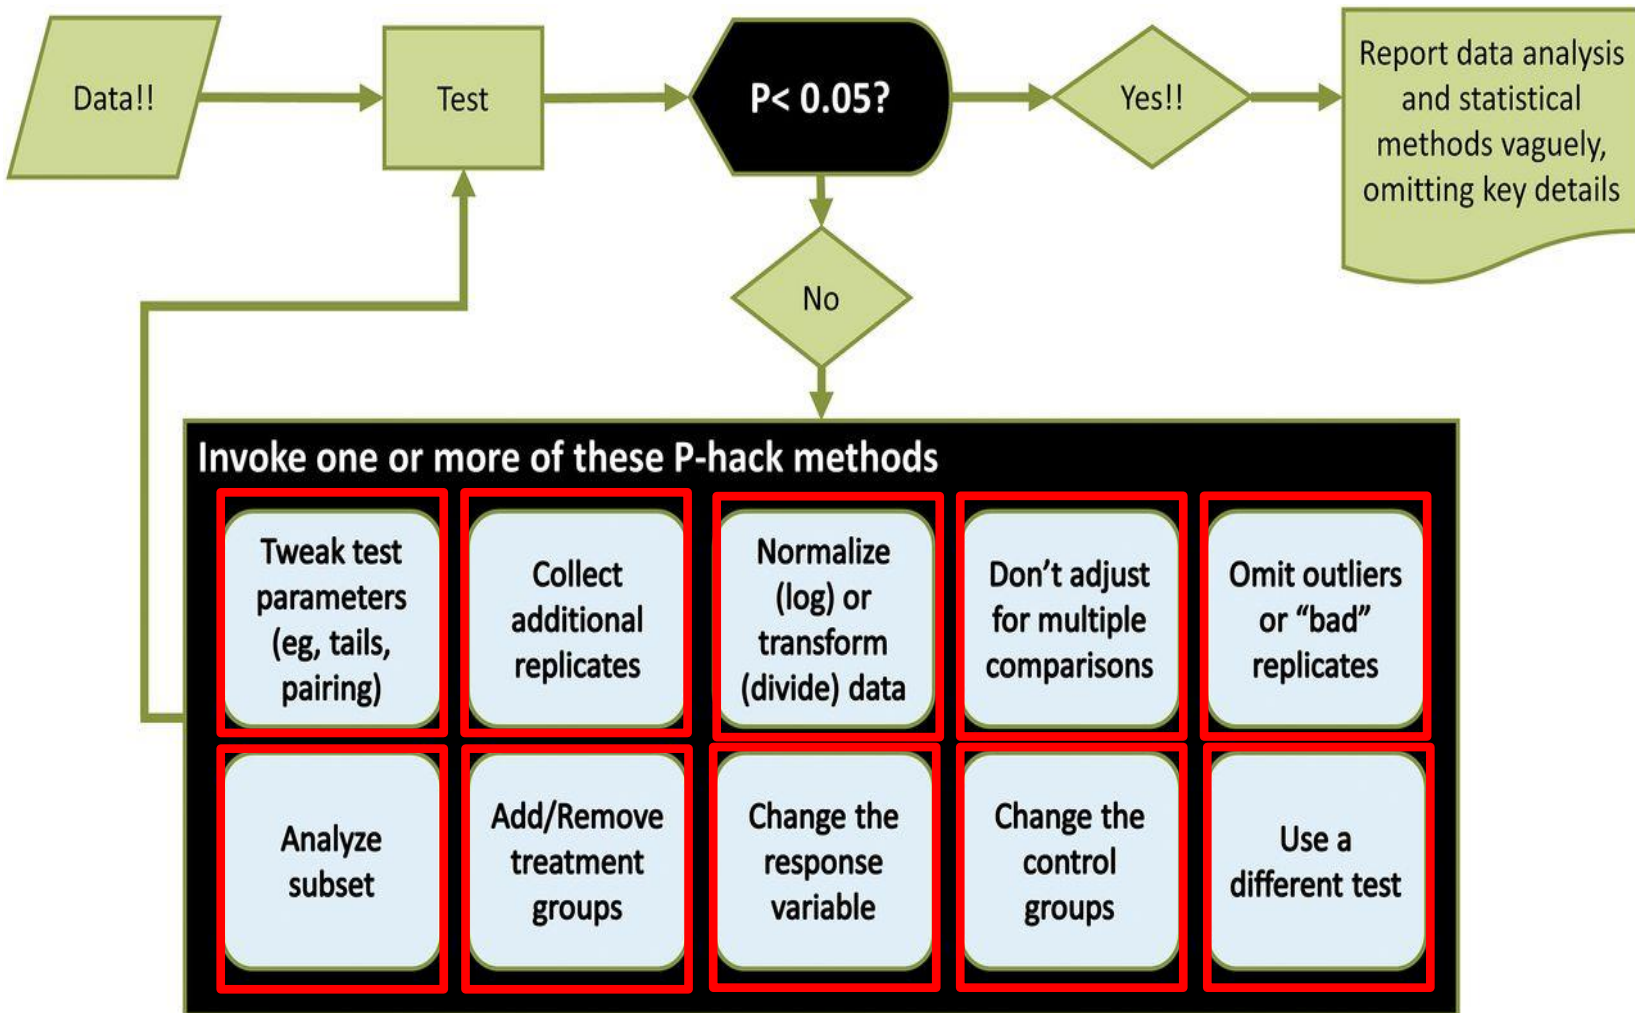 Data!!
Test
P< 0.05?
Yes!!
Report data analysis
and statistical
methods vaguely,
omitting key details
No
Invoke one or more of these P-hack methods
Tweak test
parameters
(eg, tails,
pairing)
Collect
additional
replicates
Normalize
(log) or
transform
(divide) data
Don’t adjust
for multiple
comparisons
Omit outliers
or “bad”
replicates
Analyze
subset
Add/Remove
treatment
groups
Change the
response
variable
Change the
control
groups
Use a
different test